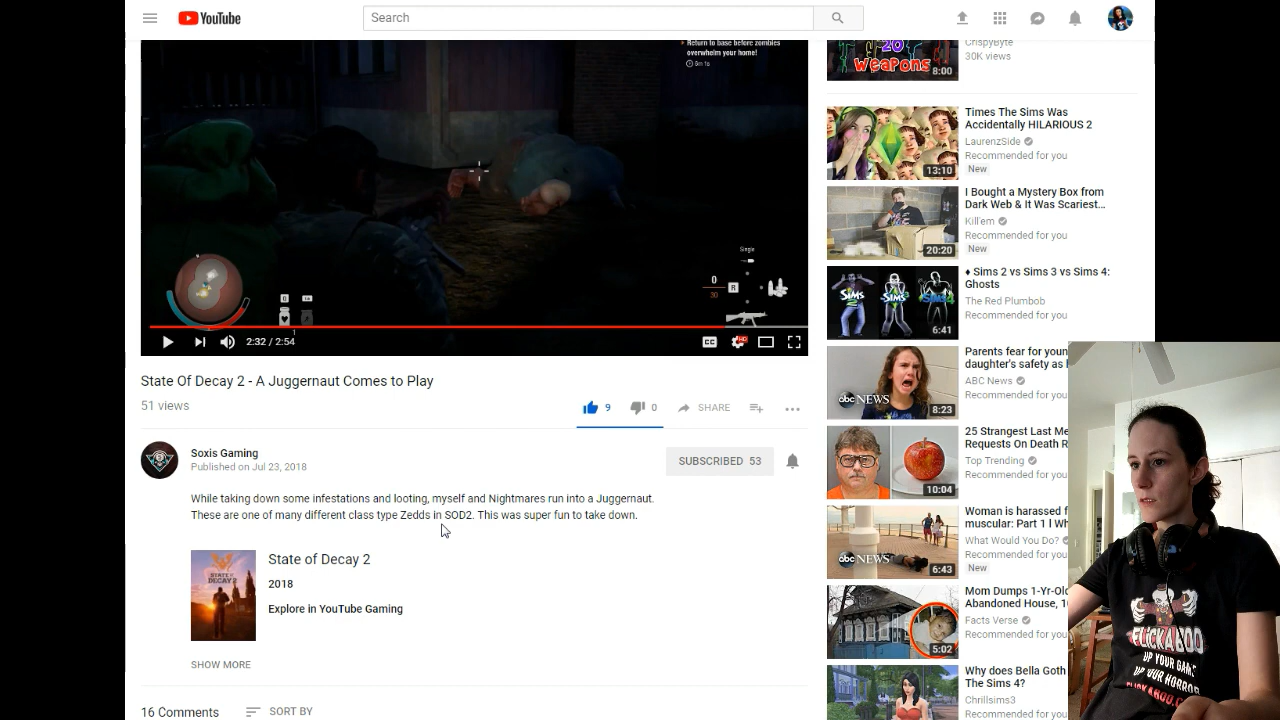 YouTube
Search
Return to base before zombies
overwhelm your home!
Single
0
30
R
CC
HD
2:32 / 2:54
State Of Decay 2 - A Juggernaut Comes to Play
51 views
9
0
SHARE
Soxis Gaming
Published on Jul 23, 2018
SUBSCRIBED 53
While taking down some infestations and looting, myself and Nightmares run into a Juggernaut.
These are one of many different class type Zedds in SOD2. This was super fun to take down.
State of Decay 2
2018
Explore in YouTube Gaming
SHOW MORE
16 Comments
SORT BY
20
Weapons
8:00
CrispyByte
30K views
13:10
Times The Sims Was
Accidentally HILARIOUS 2
LaurenzSide
Recommended for you
New
20:20
I Bought a Mystery Box from
Dark Web & It Was Scariest...
Kill'em
Recommended for you
New
SIMS
SIMS
6:41
♦ Sims 2 vs Sims 3 vs Sims 4:
Ghosts
The Red Plumbob
Recommended for you
abc NEWS
8:23
Parents fear for youn
daughter's safety as l
ABC News
Recommended for you
10:04
25 Strangest Last Me
Requests On Death R
Top Trending
Recommended for you
abc NEWS
6:43
Woman is harassed f
muscular: Part 1 l Wh
What Would You Do?
Recommended for you
New
5:02
Mom Dumps 1-Yr-Old
Abandoned House, 1
Facts Verse
Recommended for you
Why does Bella Goth
The Sims 4?
Chrillsims3
Recommended for you
UP YOUR GAME
UP YOUR HORROR